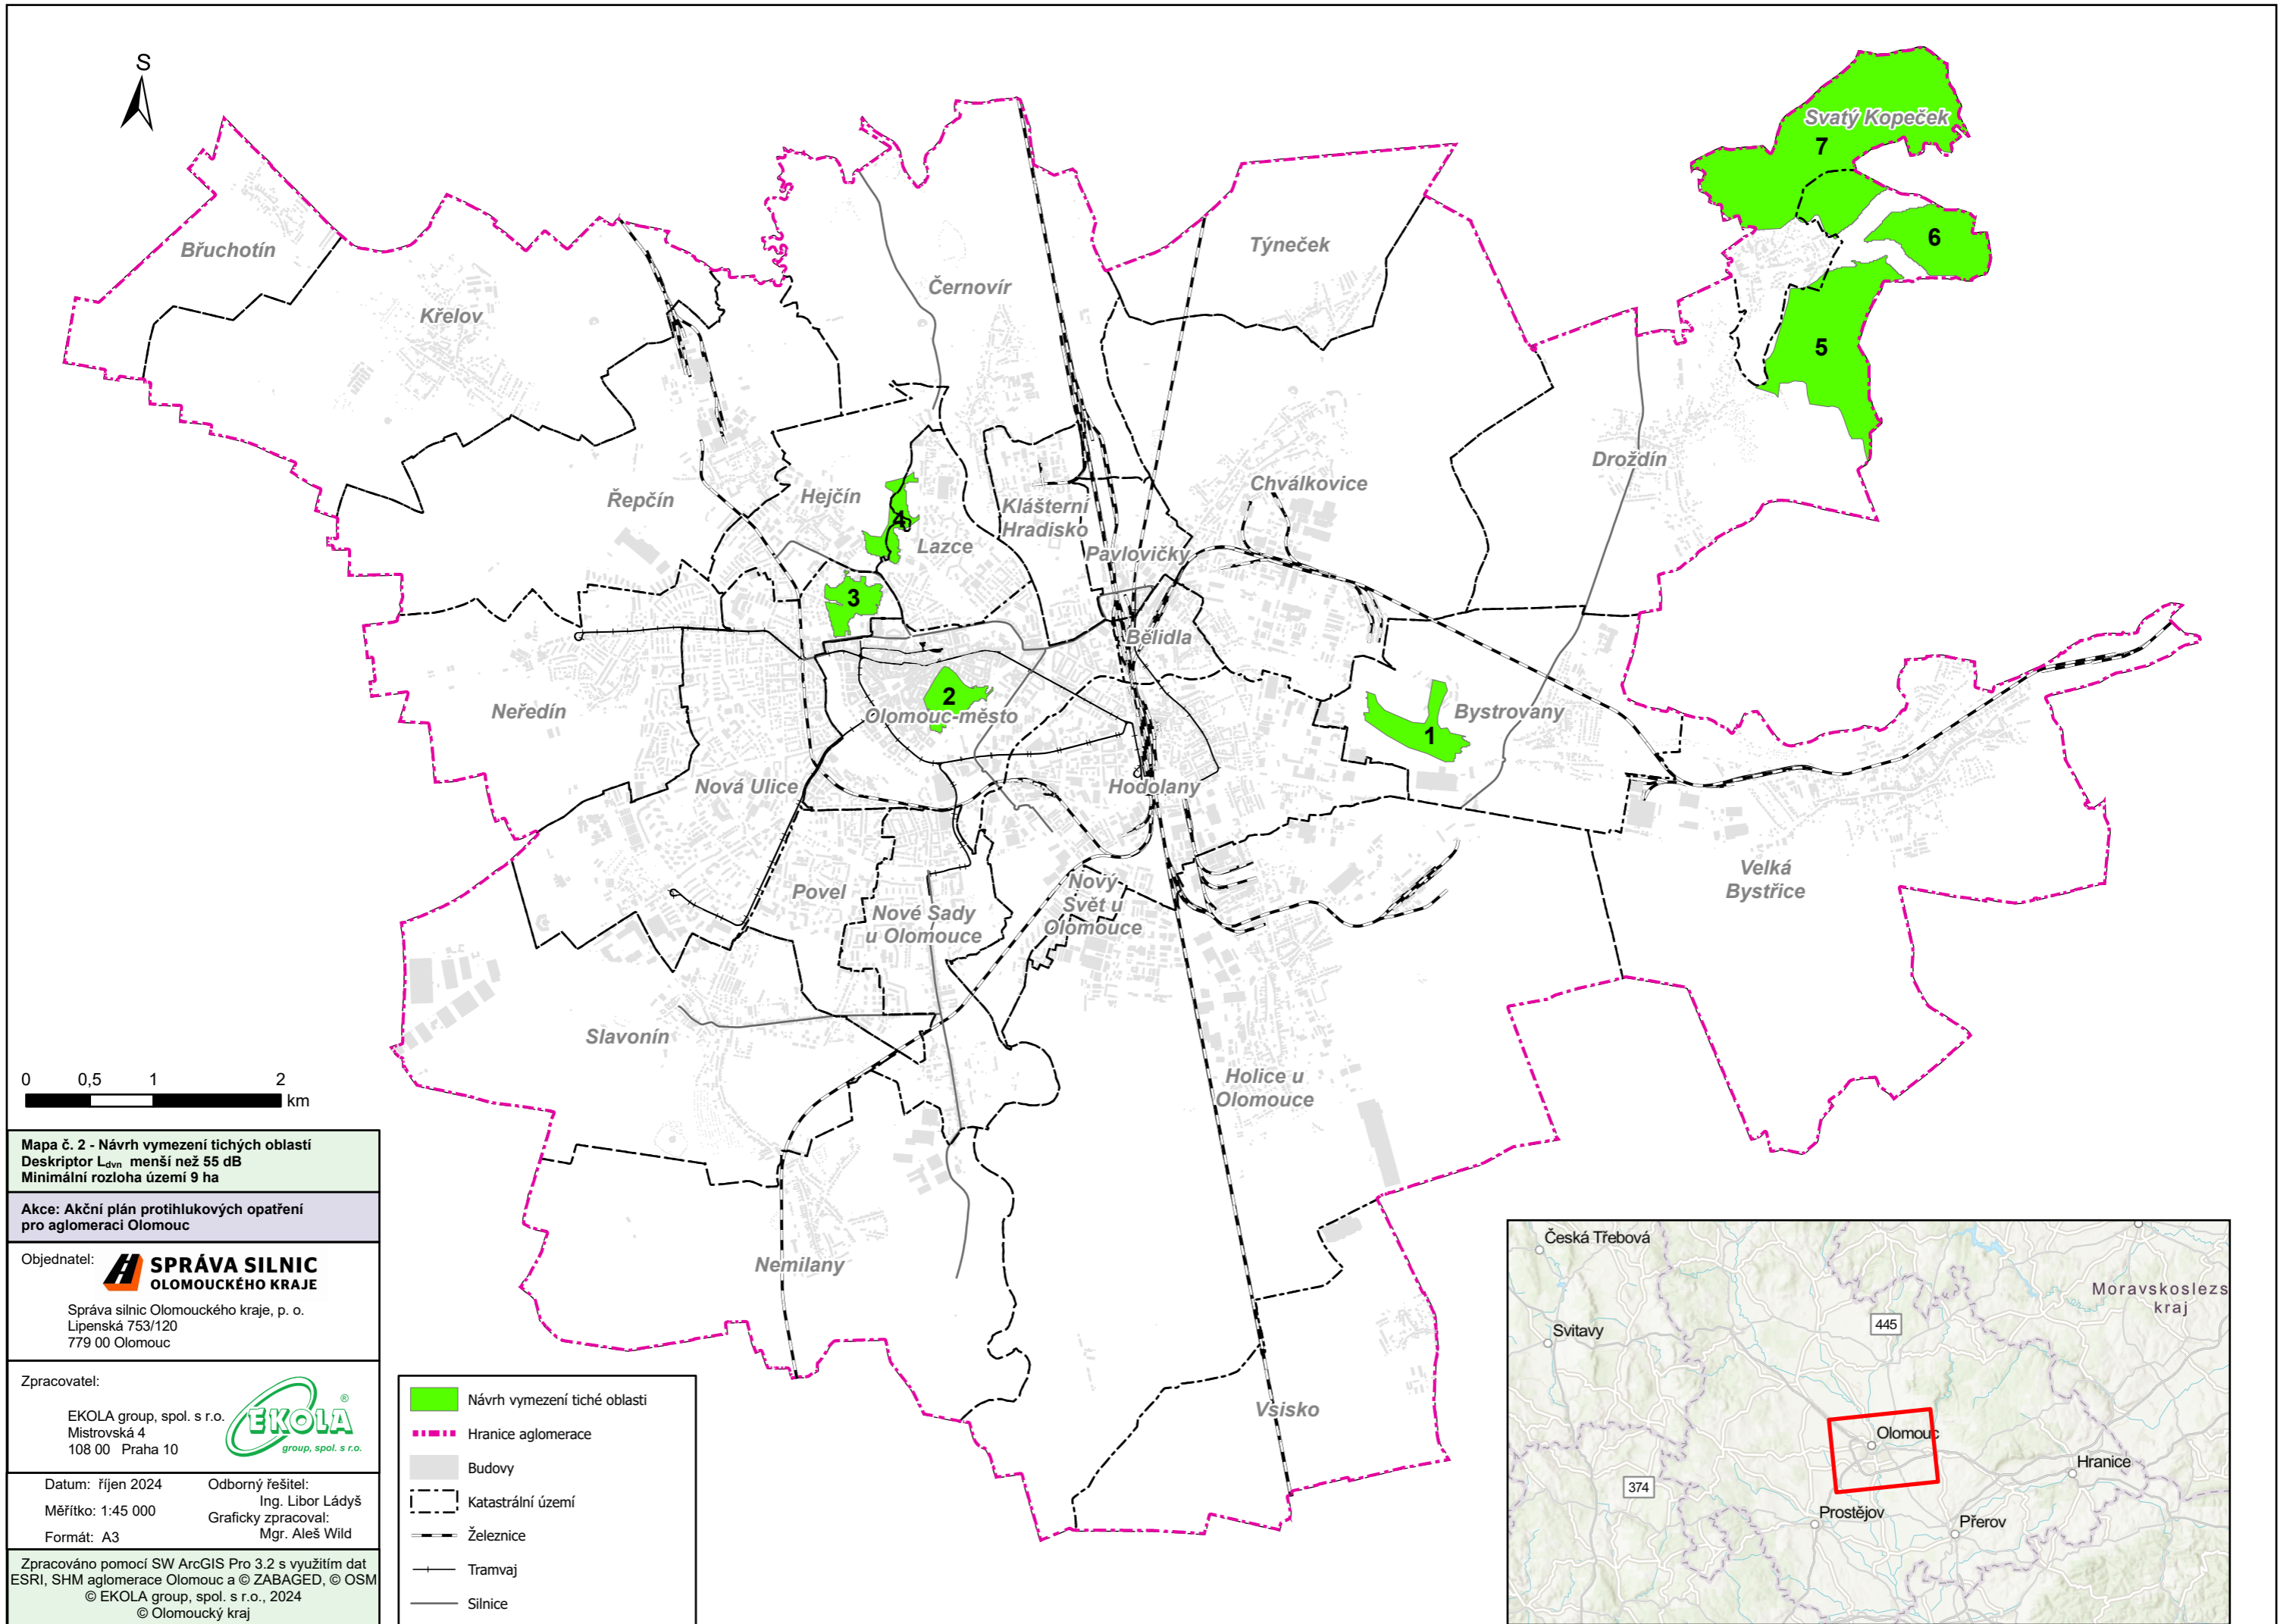 S
Svatý Kopeček
7
6
5
Břuchotín
Křelov
Černovír
Týneček
Droždín
Řepčín
Hejčín
4
Lazce
Klášterní
Hradisko
Chválkovice
Pavlovičky
3
Bělidla
2
Olomouc-město
Neředín
Bystrovany
1
Nová Ulice
Hodolany
Povel
Nové Sady
u Olomouce
Nový
Svět u
Olomouce
Velká
Bystřice
Slavonín
Holice u
Olomouce
Nemilany
Vsisko
0 0,5 1 2
km
Mapa č. 2 - Návrh vymezení tichých oblastí
Deskriptor Ldvn menší než 55 dB
Minimální rozloha území 9 ha
Akce: Akční plán protihlukových opatření
pro aglomeraci Olomouc
Objednatel:
SPRÁVA SILNIC
OLOMOUCKÉHO KRAJE
Správa silnic Olomouckého kraje, p. o.
Lipenská 753/120
779 00 Olomouc
Zpracovatel:
EKOLA group, spol. s r.o.
Mistrovská 4
108 00 Praha 10
EKOLA ®
group, spol. s r.o.
Datum: říjen 2024
Měřítko: 1:45 000
Formát: A3
Odborný řešitel:
Ing. Libor Ládyš
Graficky zpracoval:
Mgr. Aleš Wild
Zpracováno pomocí SW ArcGIS Pro 3.2 s využitím dat
ESRI, SHM aglomerace Olomouc a © ZABAGED, © OSM
© EKOLA group, spol. s r.o., 2024
© Olomoucký kraj
Návrh vymezení tiché oblasti
Hranice aglomerace
Budovy
Katastrální území
Železnice
Tramvaj
Silnice
Česká Třebová
Moravskoslezs
kraj
445
Svitavy
Olomouc
Hranice
374
Prostějov
Přerov